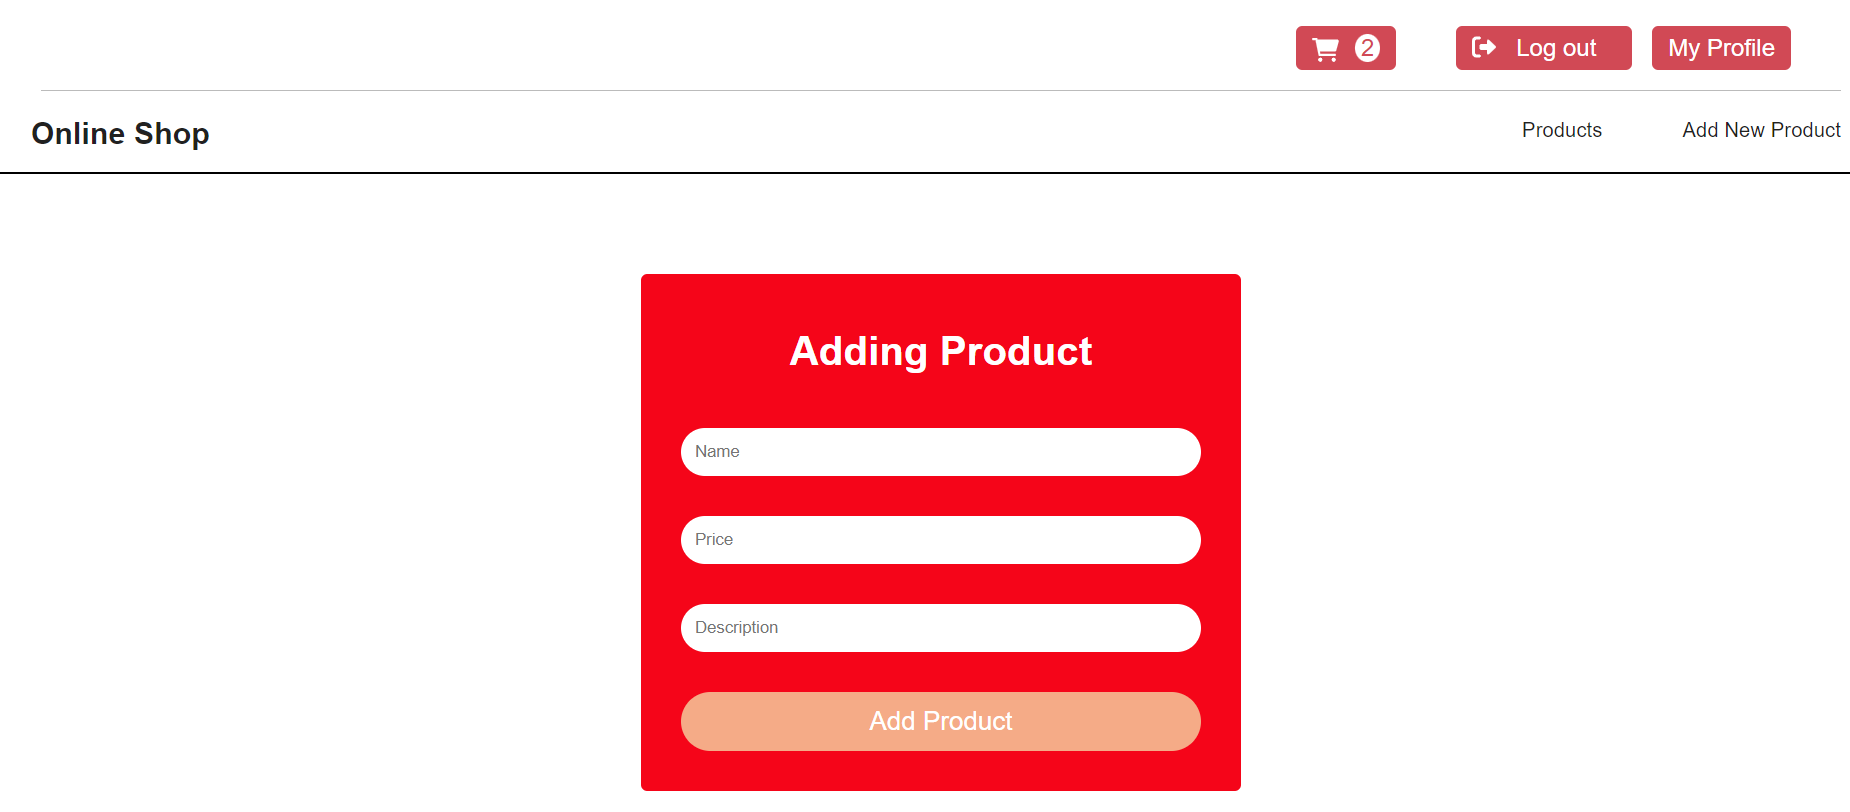 2 Log out My Profile
Online Shop Products Add New Product
Adding Product
Name
Price
Description
Add Product